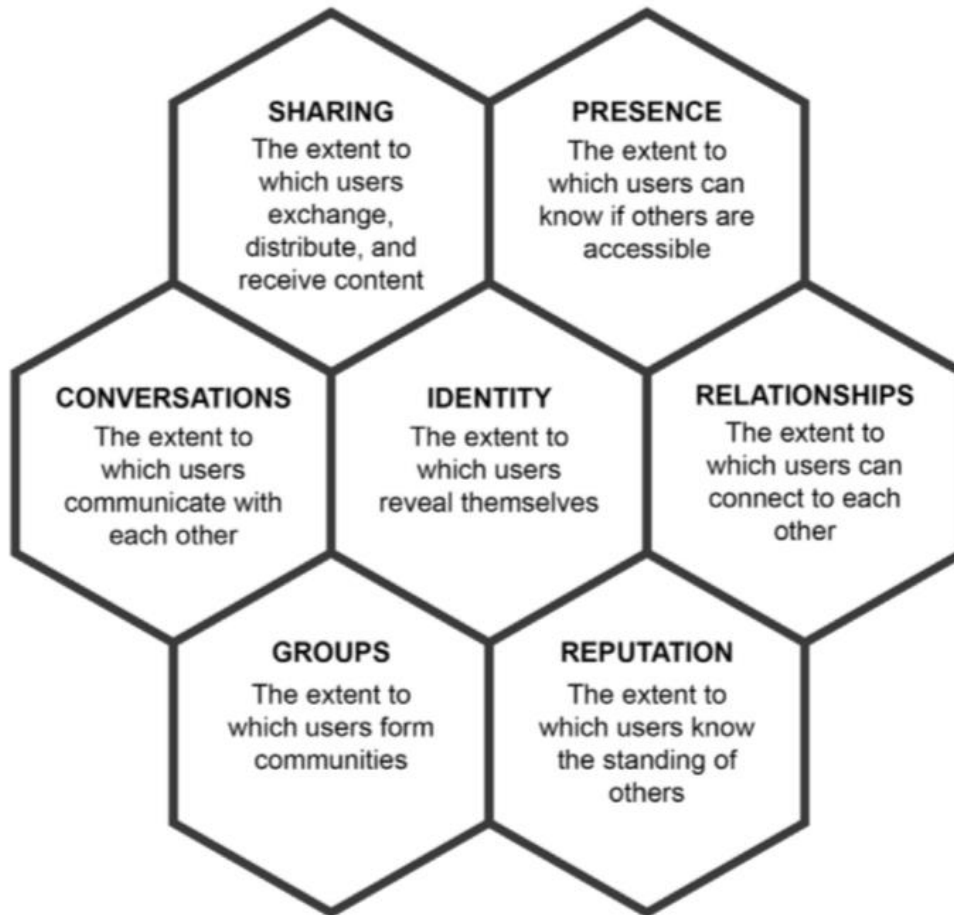 SHARING
The extent to
which users
exchange,
distribute, and
receive content
PRESENCE
The extent to
which users can
know if others are
accessible
CONVERSATIONS
The extent to
which users
communicate with
each other
IDENTITY
The extent to
which users
reveal themselves
RELATIONSHIPS
The extent to
which users can
connect to each
other
GROUPS
The extent to
which users form
communities
REPUTATION
The extent to
which users know
the standing of
others